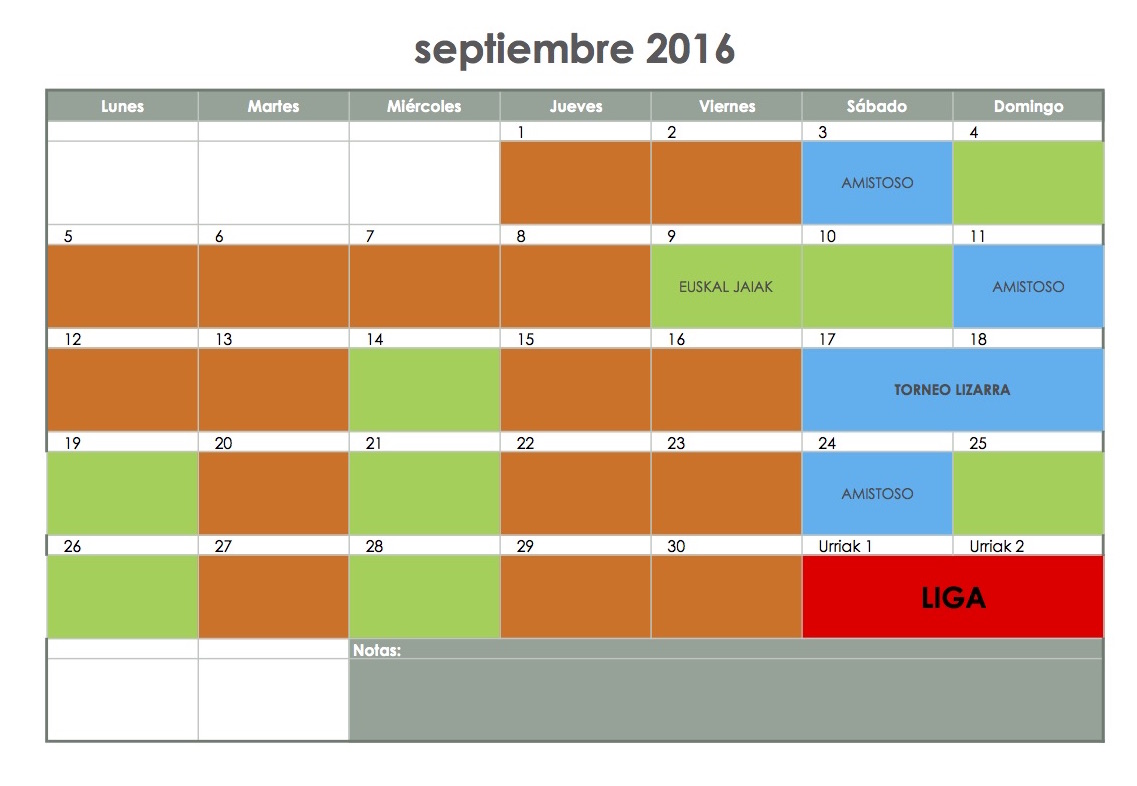 septiembre 2016
Lunes Martes Miércoles Jueves Viernes Sábado Domingo
1 2 3 4
AMISTOSO
5 6 7 8 9 10 11
EUSKAL JAIAK AMISTOSO
12 13 14 15 16 17 18
TORNEO LIZARRA
19 20 21 22 23 24 25
AMISTOSO
26 27 28 29 30 Urriak 1 Urriak 2
LIGA
Notas: